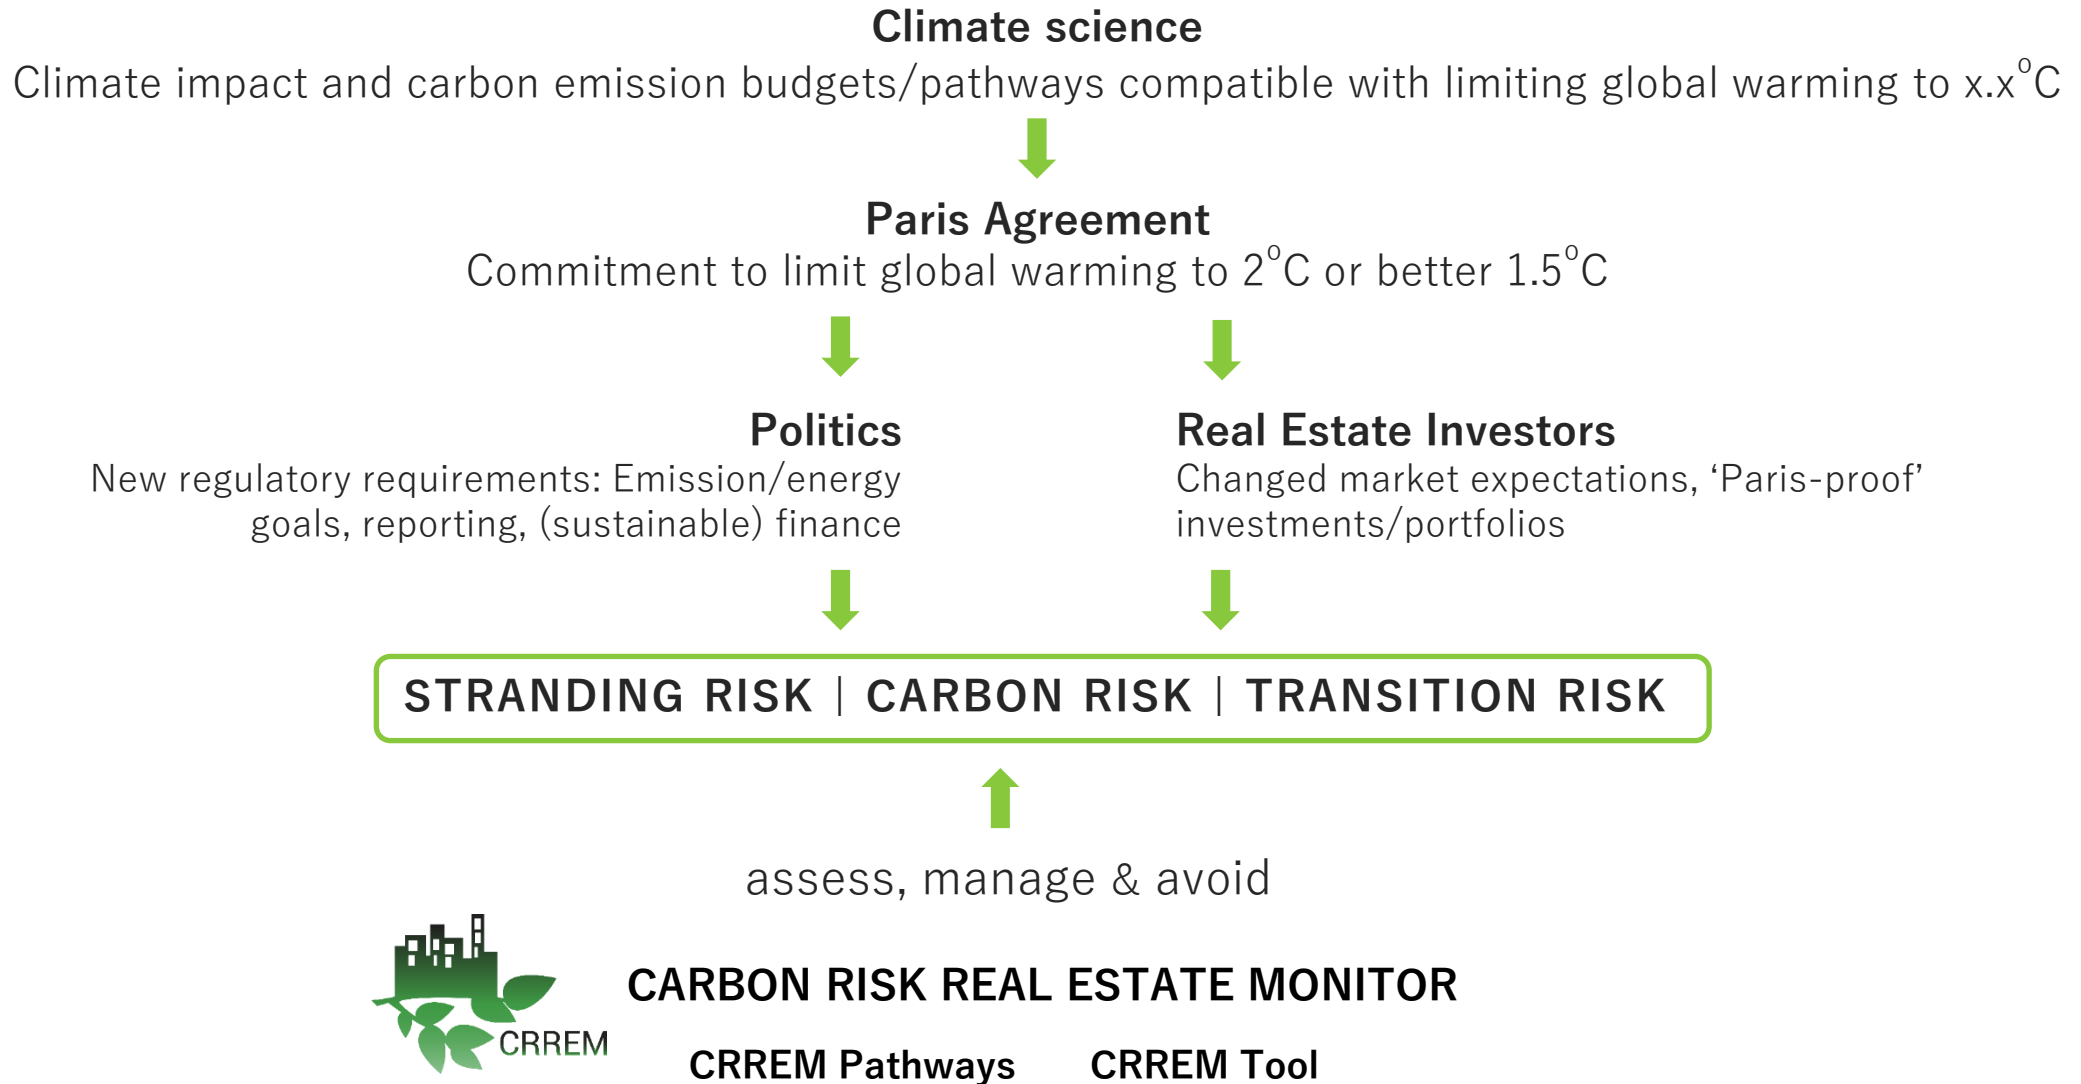 Climate science
Climate impact and carbon emission budgets/pathways compatible with limiting global warming to x.x°C
Paris Agreement
Commitment to limit global warming to 2°C or better 1.5°C
Politics
New regulatory requirements: Emission/energy
goals, reporting, (sustainable) finance
Real Estate Investors
Changed market expectations, ‘Paris-proof’
investments/portfolios
STRANDING RISK | CARBON RISK | TRANSITION RISK
assess, manage & avoid
CRREM
CARBON RISK REAL ESTATE MONITOR
CRREM Pathways CRREM Tool